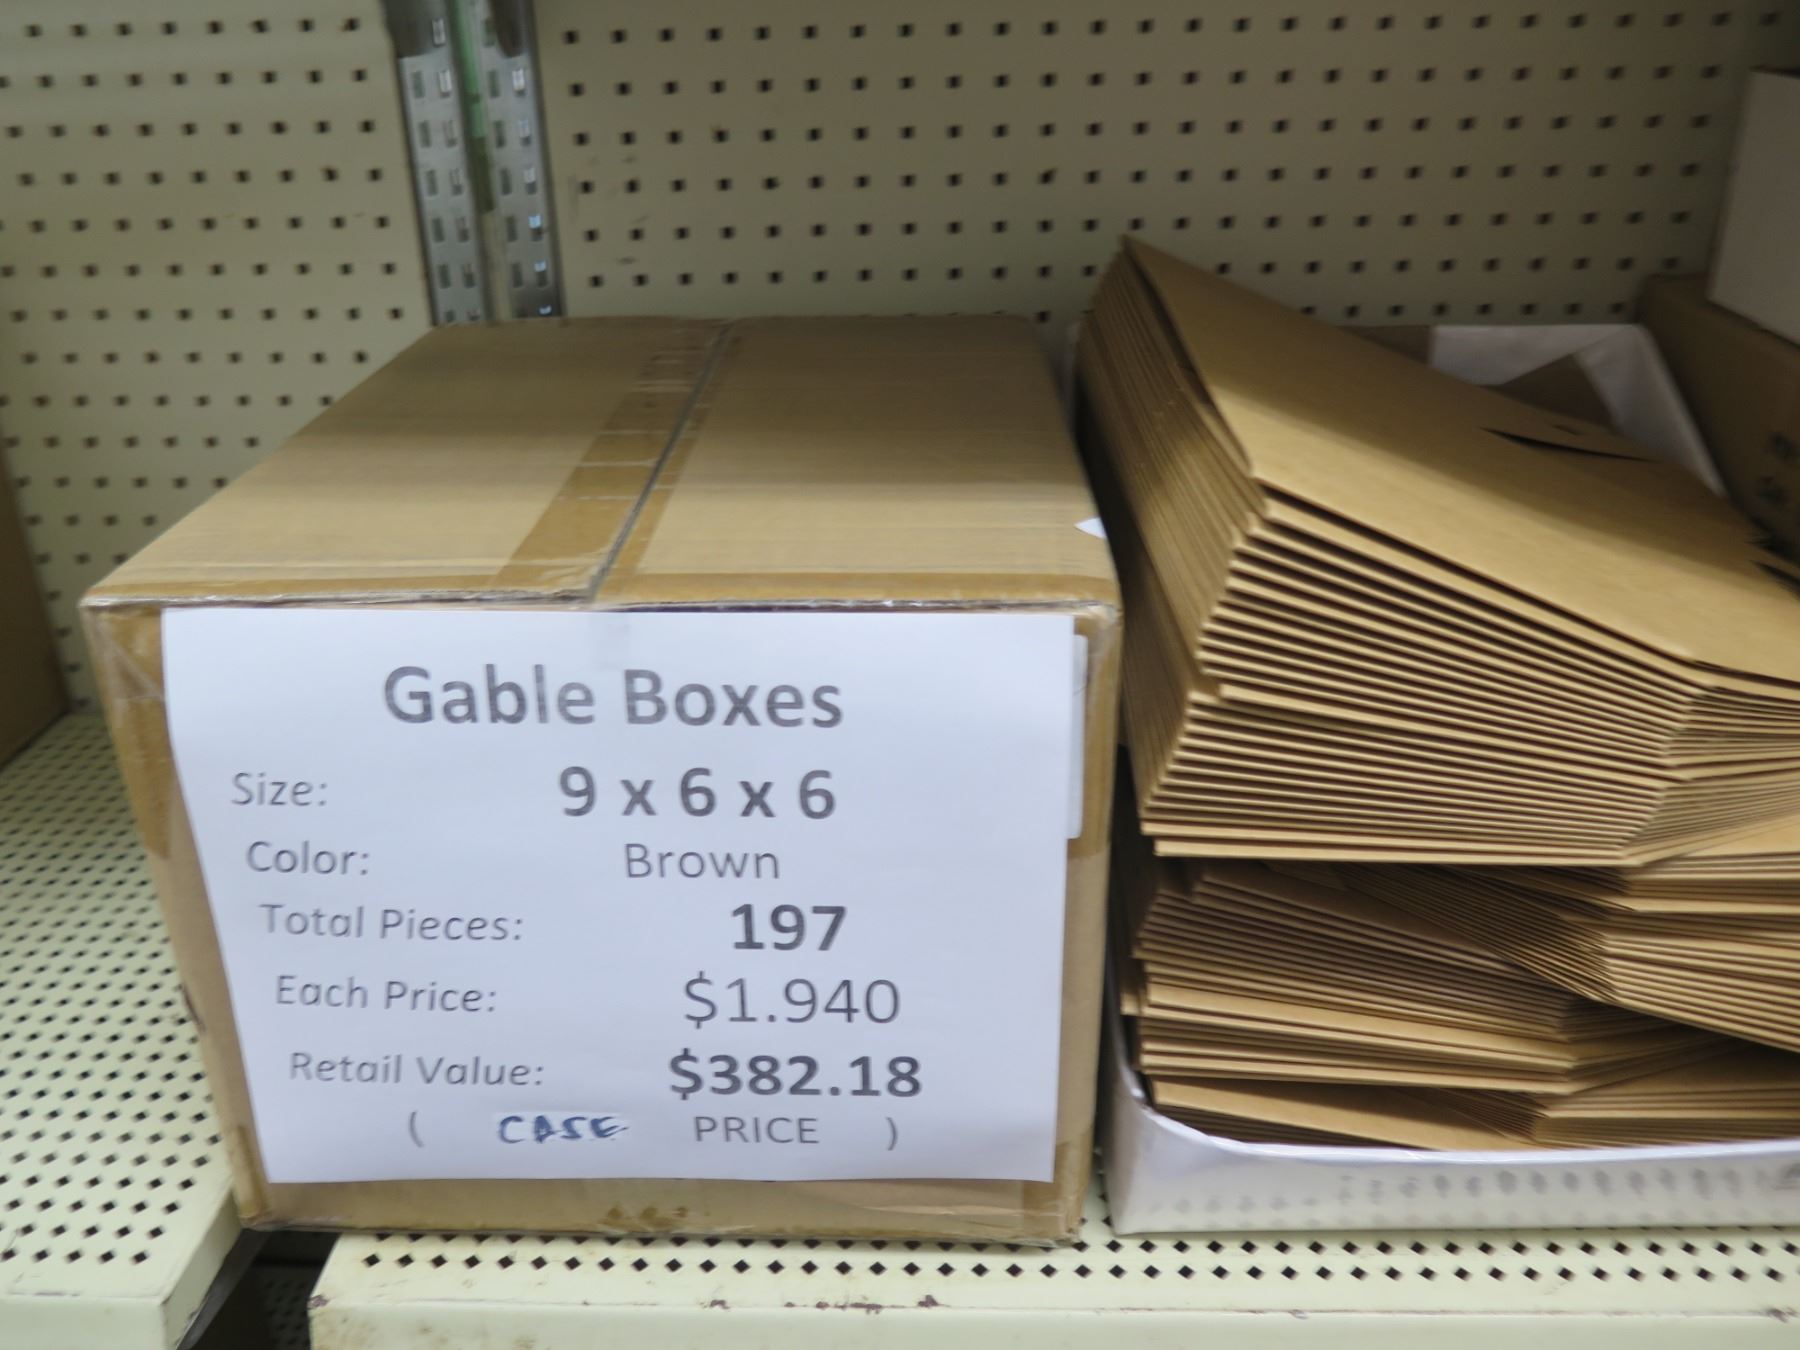 Gable Boxes
Size: 9 x 6 x 6
Color: Brown
Total Pieces: 197
Each Price: $1.940
Retail Value: $382.18
( CASE PRICE )